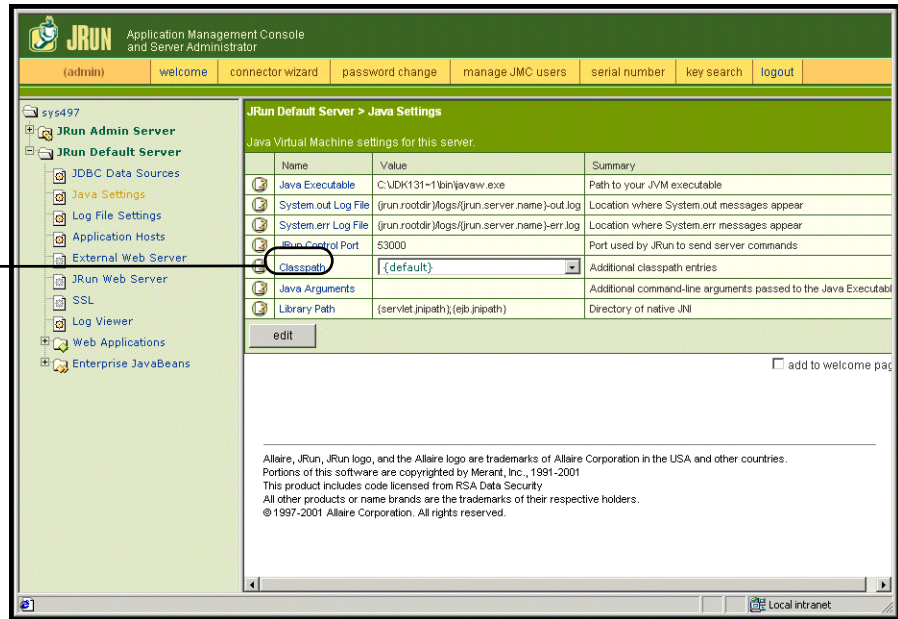 JRUN Application Management Console
and Server Administrator
(admin) welcome connector wizard password change manage JMC users serial number key search logout
sys497
JRun Admin Server
JRun Default Server
JDBC Data Sources
Java Settings
Log File Settings
Application Hosts
External Web Server
JRun Web Server
SSL
Log Viewer
Web Applications
Enterprise JavaBeans
JRun Default Server > Java Settings
Java Virtual Machine settings for this server.
Name Value Summary
Java Executable C:\JDK131~1\bin\javaw.exe Path to your JVM executable
System.out Log File {jrun.rootdir}/logs/{jrun.server.name}-out.log Location where System.out messages appear
System.err Log File {jrun.rootdir}/logs/{jrun.server.name}-err.log Location where System.err messages appear
JRun Control Port 53000 Port used by JRun to send server commands
Classpath {default} Additional classpath entries
Java Arguments Additional command-line arguments passed to the Java Executabl
Library Path {servlet.jnipath};{ejb.jnipath} Directory of native JNI
edit
add to welcome pag
Allaire, JRun, JRun logo, and the Allaire logo are trademarks of Allaire Corporation in the USA and other countries.
Portions of this software are copyrighted by Merant, Inc., 1991-2001
This product includes code licensed from RSA Data Security
All other products or name brands are the trademarks of their respective holders.
© 1997-2001 Allaire Corporation. All rights reserved.
Local intranet